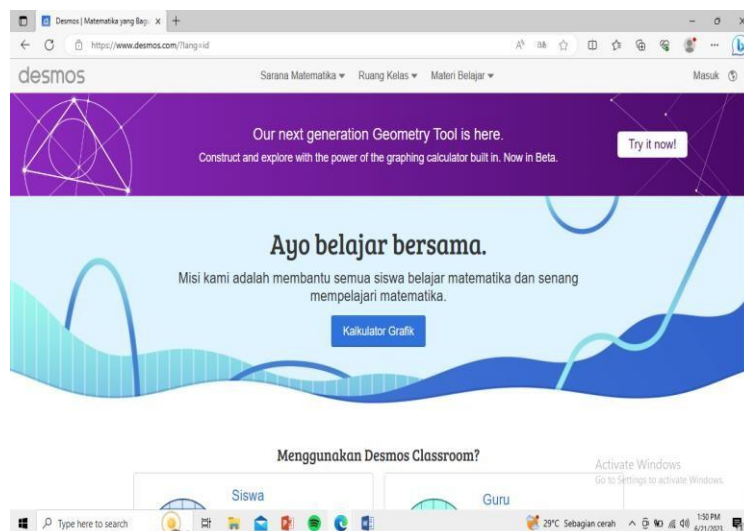 Desmos | Matematika yang Bag
https://www.desmos.com/?lang=id
desmos
Sarana Matematika Ruang Kelas Materi Belajar Masuk
Our next generation Geometry Tool is here.
Construct and explore with the power of the graphing calculator built in. Now in Beta.
Try it now!
Ayo belajar bersama.
Misi kami adalah membantu semua siswa belajar matematika dan senang
mempelajari matematika.
Kalkulator Grafik
Menggunakan Desmos Classroom?
Activate Windows
Go to Settings to activate Windows.
Siswa
Guru
Type here to search
29°C Sebagian cerah
1:50 PM
6/21/2023